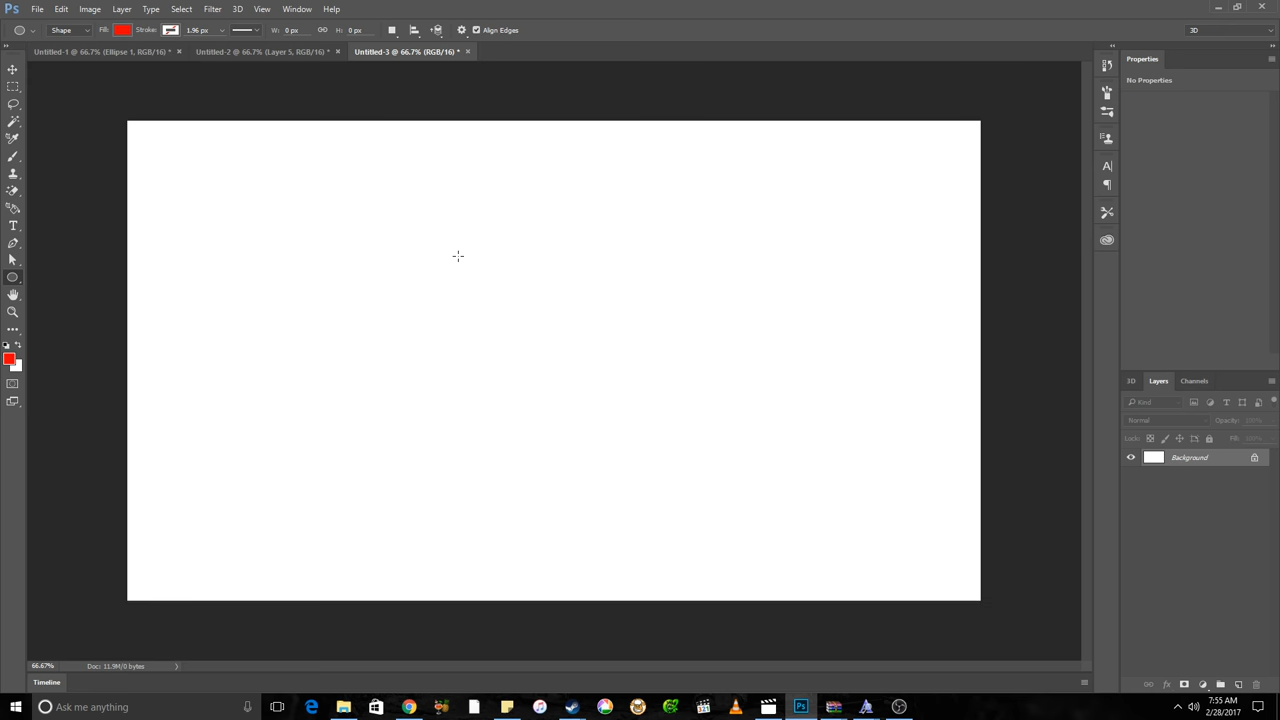 Ps File Edit Image Layer Type Select Filter 3D View Window Help
Shape Fill: Stroke: 1.96 px W: 0 px H: 0 px Align Edges 3D
Untitled-1 @ 66.7% (Ellipse 1, RGB/16) * × Untitled-2 @ 66.7% (Layer 5, RGB/16) * × Untitled-3 @ 66.7% (RGB/16) * ×
Properties
No Properties
3D Layers Channels
Kind
Normal Opacity: 100%
Lock: Fill: 100%
Background
66.67% Doc: 11.9M/0 bytes
Timeline
Ask me anything
Ps
7:55 AM
2/28/2017